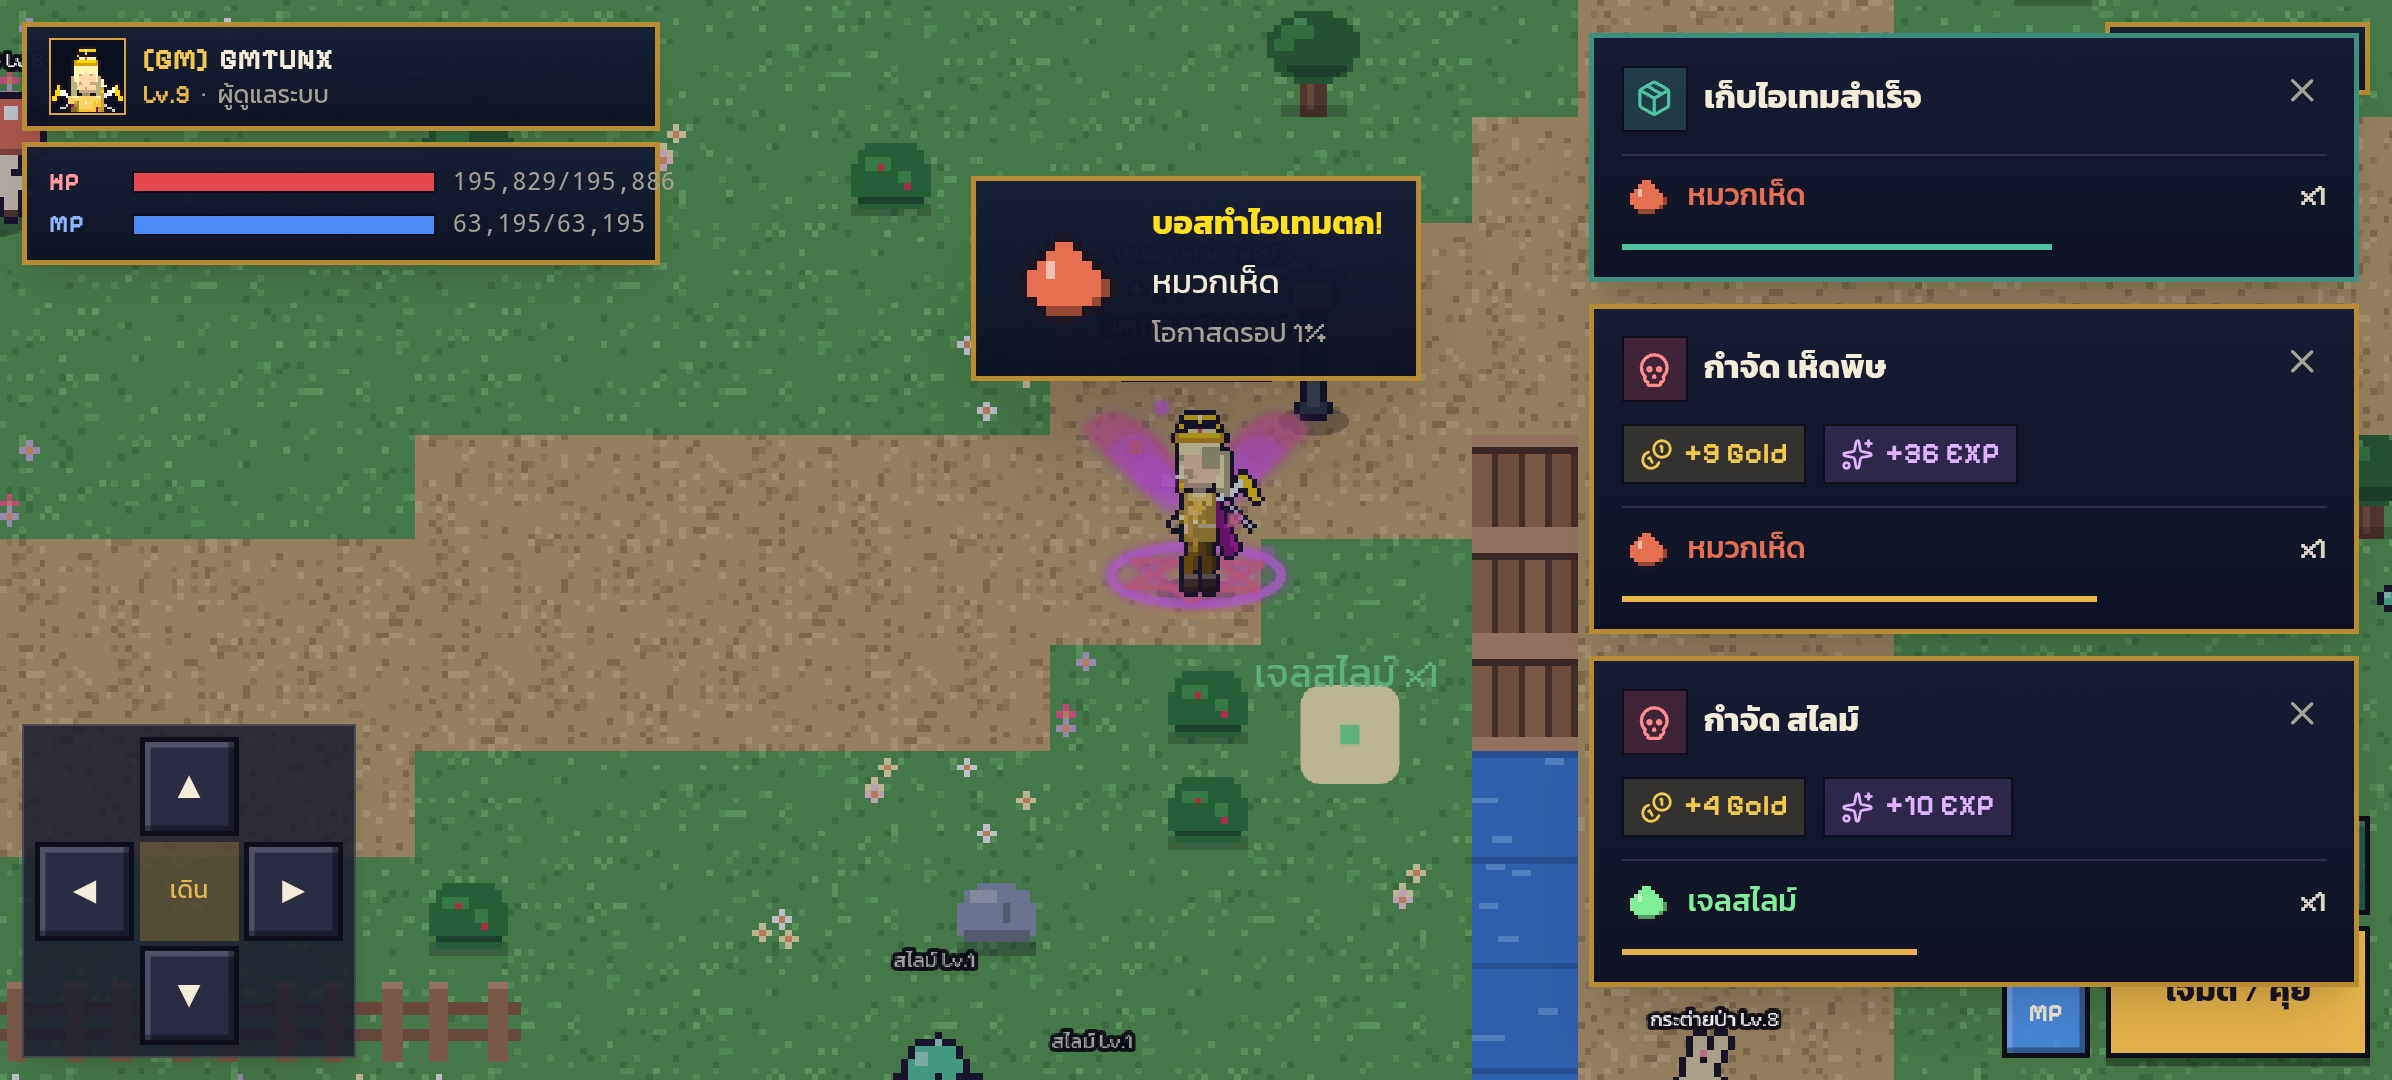 [GM] GMTUNX
Lv.9 · ผู้ดูแลระบบ
HP 195,829/195,886
MP 63,195/63,195
บอสทำไอเทมตก!
หมวกเห็ด
โอกาสดรอป 1%
เก็บไอเทมสำเร็จ
หมวกเห็ด x1
กำจัด เห็ดพิษ
+9 Gold +36 EXP
หมวกเห็ด x1
กำจัด สไลม์
+4 Gold +10 EXP
เจลสไลม์ x1
เจลสไลม์ x1
เดิน
สไลม์ Lv.1
สไลม์ Lv.1
กระต่ายป่า Lv.8
MP
โจมตี / คุย